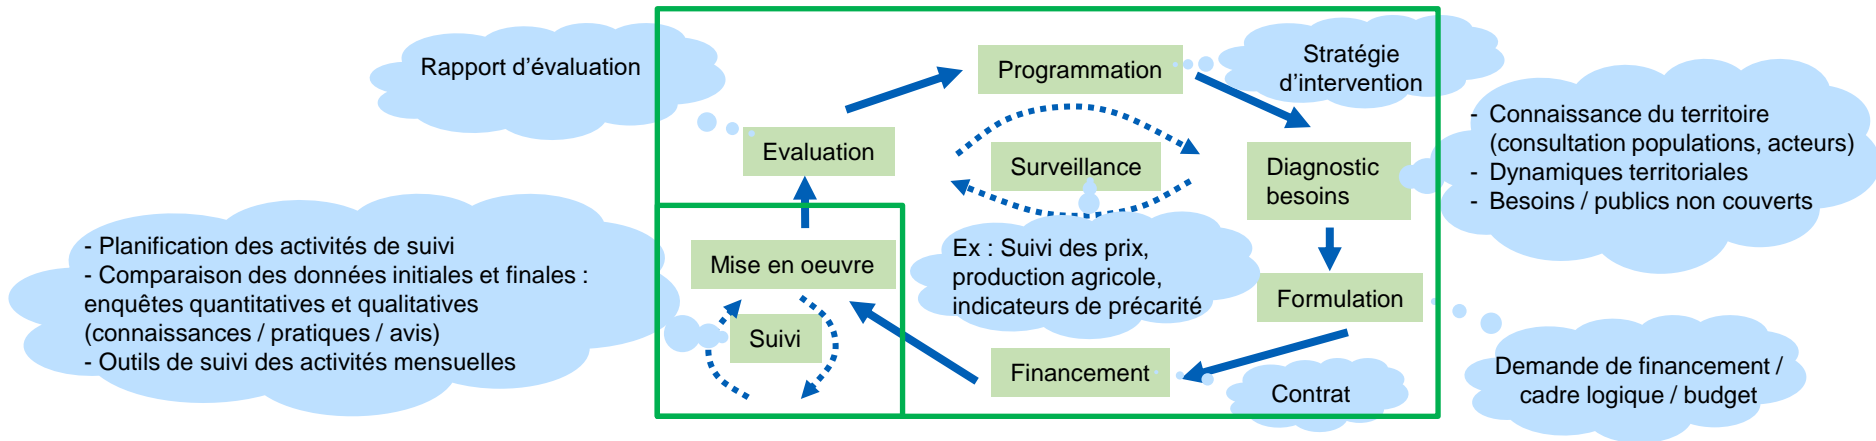 Rapport d’évaluation
Programmation
Stratégie
d’intervention
- Connaissance du territoire
(consultation populations, acteurs)
- Dynamiques territoriales
- Besoins / publics non couverts
Evaluation
Surveillance
Diagnostic
besoins
- Planification des activités de suivi
- Comparaison des données initiales et finales :
enquêtes quantitatives et qualitatives
(connaissances / pratiques / avis)
- Outils de suivi des activités mensuelles
Mise en oeuvre
Ex : Suivi des prix,
production agricole,
indicateurs de précarité
Formulation
Suivi
Financement
Contrat
Demande de financement /
cadre logique / budget